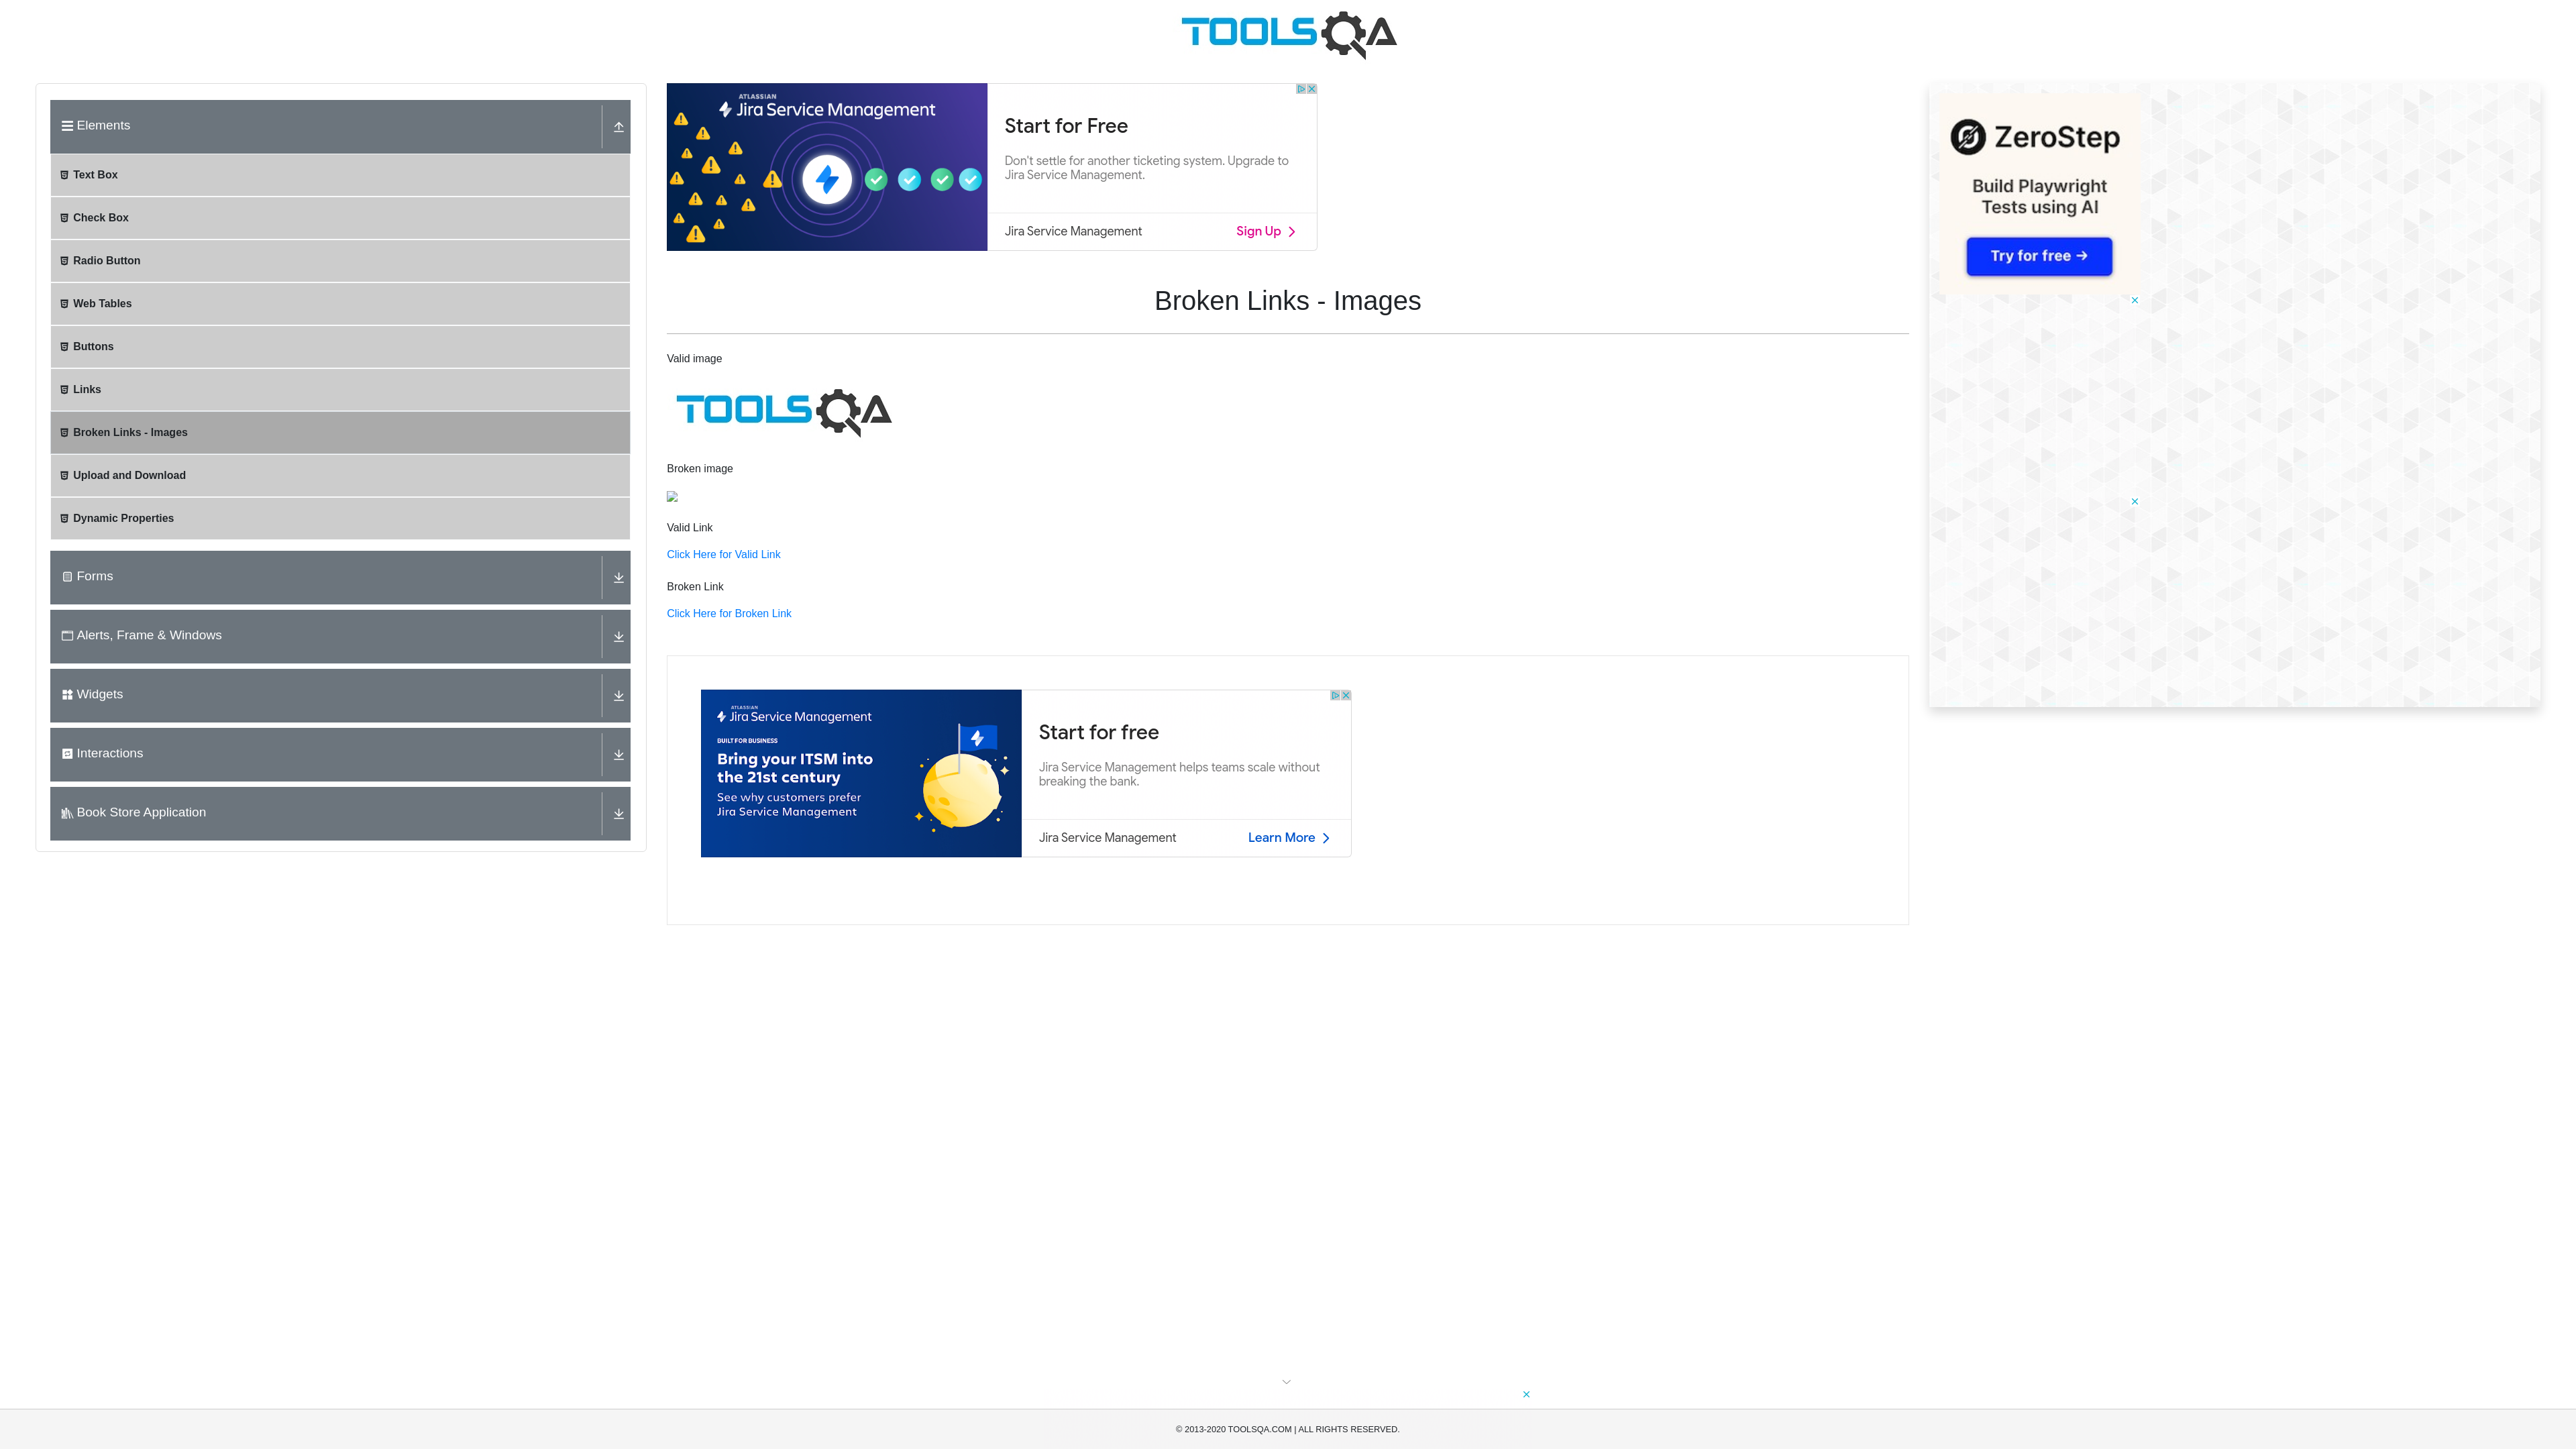 TOOLSQA
Elements
Text Box
Check Box
Radio Button
Web Tables
Buttons
Links
Broken Links - Images
Upload and Download
Dynamic Properties
Forms
Alerts, Frame & Windows
Widgets
Interactions
Book Store Application
ATLASSIAN
Jira Service Management
Start for Free
Don't settle for another ticketing system. Upgrade to
Jira Service Management.
Jira Service Management
Sign Up
Broken Links - Images
Valid image
TOOLSQA
Broken image
Valid Link
Click Here for Valid Link
Broken Link
Click Here for Broken Link
ATLASSIAN
Jira Service Management
BUILT FOR BUSINESS
Bring your ITSM into
the 21st century
See why customers prefer
Jira Service Management
Start for free
Jira Service Management helps teams scale without
breaking the bank.
Jira Service Management
Learn More
ZeroStep
Build Playwright
Tests using AI
Try for free →
© 2013-2020 TOOLSQA.COM | ALL RIGHTS RESERVED.